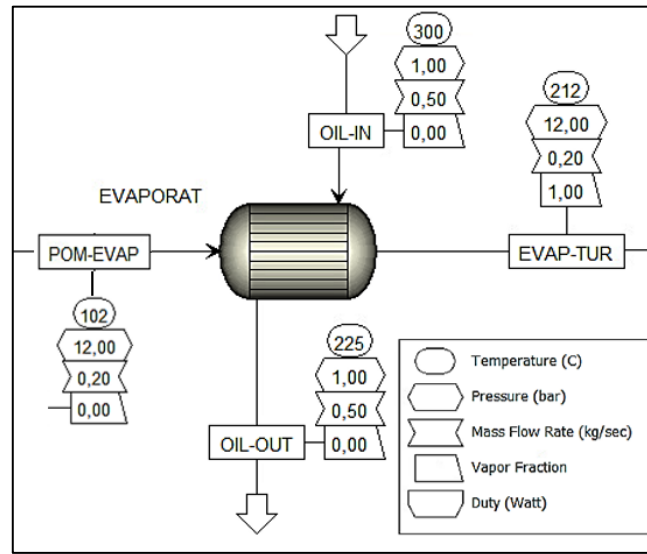 300
1,00
0,50
OIL-IN
0,00
212
12,00
0,20
1,00
EVAPORAT
POM-EVAP
EVAP-TUR
102
12,00
0,20
0,00
225
1,00
0,50
OIL-OUT
0,00
Temperature (C)
Pressure (bar)
Mass Flow Rate (kg/sec)
Vapor Fraction
Duty (Watt)